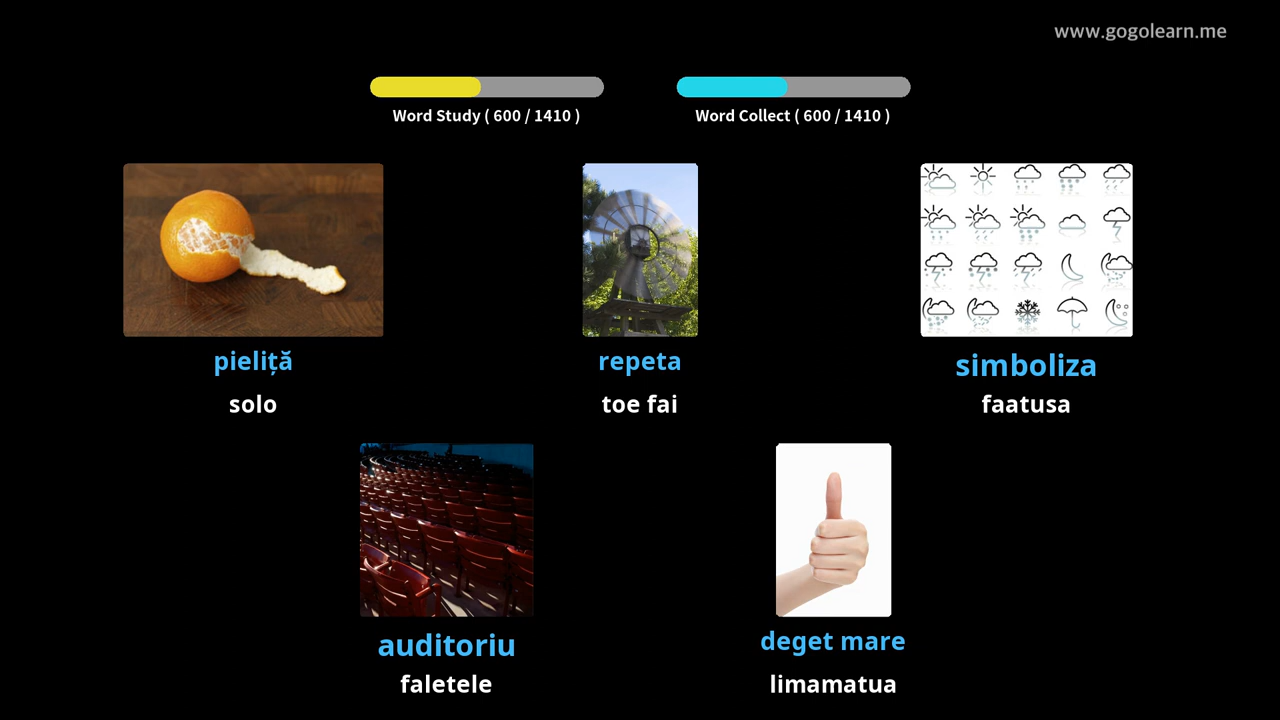 www.gogolearn.me
Word Study ( 600 / 1410 )
Word Collect ( 600 / 1410 )
pieliță
repeta
simboliza
solo
toe fai
faatusa
auditoriu
deget mare
faletele
limamatua